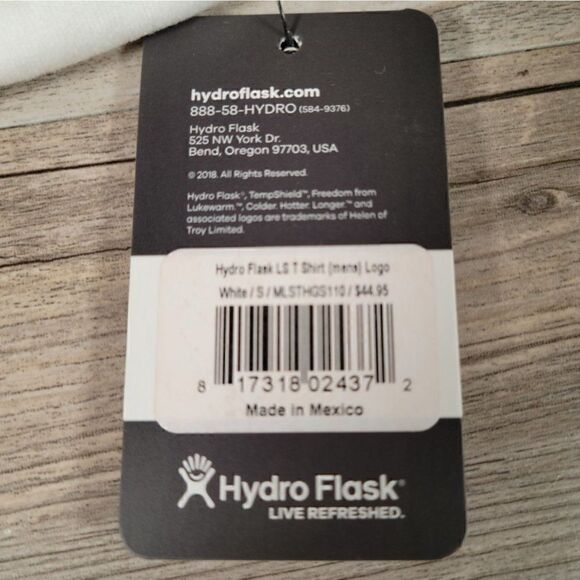 hydroflask.com
888-58-HYDRO (584-9376)
Hydro Flask
525 NW York Dr.
Bend, Oregon 97703, USA
© 2018. All Rights Reserved.
Hydro Flask®, TempShield™, Freedom from
Lukewarm.™, Colder. Hotter. Longer.™ and
associated logos are trademarks of Helen of
Troy Limited.
Hydro Flask LS T Shirt (mens) Logo
White / S / MLSTHGS110 / $44.95
8 17318 02437 2
Made in Mexico
Hydro Flask®
LIVE REFRESHED.